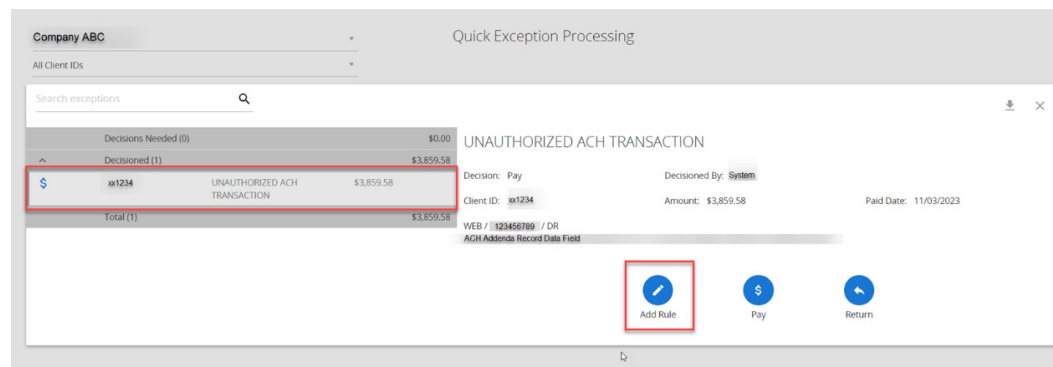 Company ABC
Quick Exception Processing
All Client IDs
Search exceptions
Decisions Needed (0) $0.00
Decisioned (1) $3,859.58
xx1234 UNAUTHORIZED ACH $3,859.58
TRANSACTION
Total (1) $3,859.58
UNAUTHORIZED ACH TRANSACTION
Decision: Pay Decisioned By: System
Client ID: xx1234 Amount: $3,859.58 Paid Date: 11/03/2023
WEB / 123456789 / DR
ACH Addenda Record Data Field
$
Add Rule Pay Return